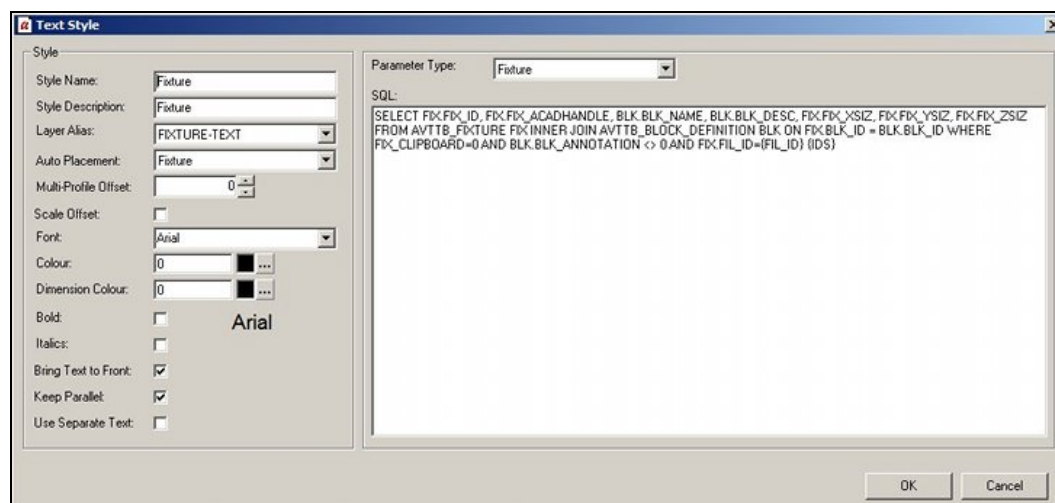 Text Style
Style
Style Name: Fixture
Style Description: Fixture
Layer Alias: FIXTURE-TEXT
Auto Placement: Fixture
Multi-Profile Offset: 0
Scale Offset:
Font: Arial
Colour: 0 ...
Dimension Colour: 0 ...
Bold:
Arial
Italics:
Bring Text to Front:
Keep Parallel:
Use Separate Text:
Parameter Type: Fixture
SQL:
SELECT FIX.FIX_ID, FIX.FIX_ACADHANDLE, BLK.BLK_NAME, BLK.BLK_DESC, FIX.FIX_XSIZ, FIX.FIX_YSIZ, FIX.FIX_ZSIZ
FROM AVTTB_FIXTURE FIX INNER JOIN AVTTB_BLOCK_DEFINITION BLK ON FIX.BLK_ID = BLK.BLK_ID WHERE
FIX_CLIPBOARD=0 AND BLK.BLK_ANNOTATION <> 0 AND FIX.FIL_ID={FIL_ID} {IDS}
OK Cancel